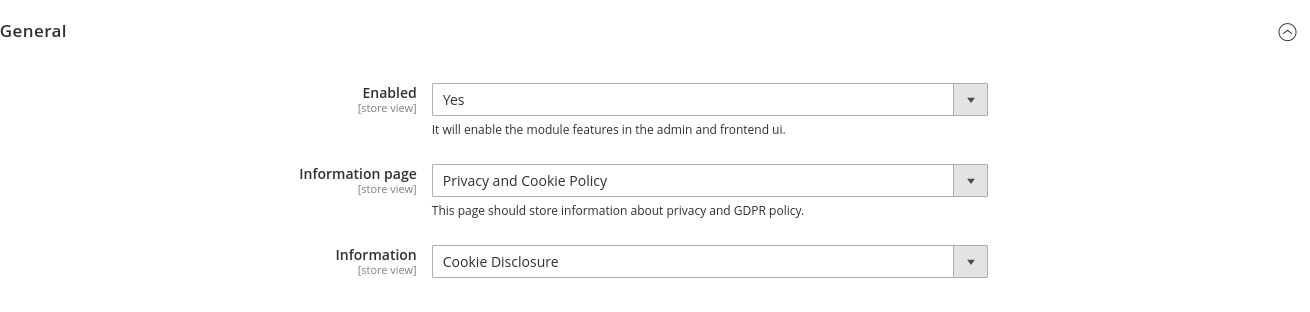 General
Enabled
[store view]
Yes
It will enable the module features in the admin and frontend ui.
Information page
[store view]
Privacy and Cookie Policy
This page should store information about privacy and GDPR policy.
Information
[store view]
Cookie Disclosure